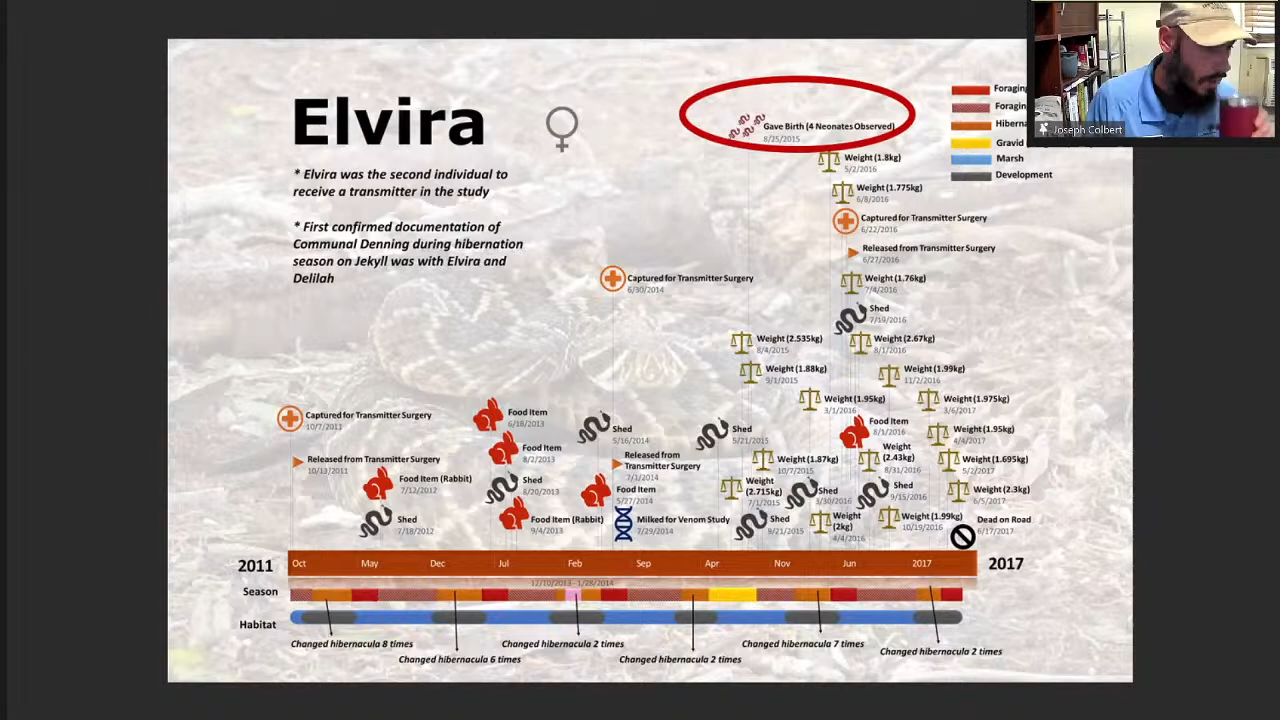 Elvira
* Elvira was the second individual to
receive a transmitter in the study
* First confirmed documentation of
Communal Denning during hibernation
season on Jekyll was with Elvira and
Delilah
Gave Birth (4 Neonates Observed)
8/25/2015
Foraging
Foraging
Hiberna
Gravid
Marsh
Development
Joseph Colbert
Weight (1.8kg)
5/2/2016
Weight (1.775kg)
6/8/2016
Captured for Transmitter Surgery
6/22/2016
Released from Transmitter Surgery
6/27/2016
Captured for Transmitter Surgery
6/30/2014
Weight (1.76kg)
7/4/2016
Shed
7/19/2016
Weight (2.535kg)
8/4/2015
Weight (2.67kg)
8/1/2016
Weight (1.88kg)
9/1/2015
Weight (1.99kg)
11/2/2016
Weight (1.95kg)
3/1/2016
Weight (1.975kg)
3/6/2017
Captured for Transmitter Surgery
10/7/2011
Food Item
6/18/2013
Shed
5/16/2014
Shed
5/21/2015
Food Item
8/1/2016
Weight (1.95kg)
4/4/2017
Released from Transmitter Surgery
10/13/2011
Food Item
8/2/2013
Released from
Transmitter Surgery
7/1/2014
Weight (1.87kg)
10/7/2015
Weight
(2.43kg)
8/31/2016
Weight (1.695kg)
5/2/2017
Food Item (Rabbit)
7/12/2012
Shed
8/20/2013
Food Item
5/27/2014
Weight
(2.715kg)
7/1/2015
Shed
3/30/2016
Shed
9/15/2016
Weight (2.3kg)
6/5/2017
Shed
7/18/2012
Food Item (Rabbit)
9/4/2013
Milked for Venom Study
7/29/2014
Shed
9/21/2015
Weight
(2kg)
4/4/2016
Weight (1.99kg)
10/19/2016
Dead on Road
6/17/2017
2011
Oct May Dec Jul Feb Sep Apr Nov Jun 2017
2017
12/10/2013 - 1/28/2014
Season
Habitat
Changed hibernacula 8 times
Changed hibernacula 6 times
Changed hibernacula 2 times
Changed hibernacula 2 times
Changed hibernacula 7 times
Changed hibernacula 2 times